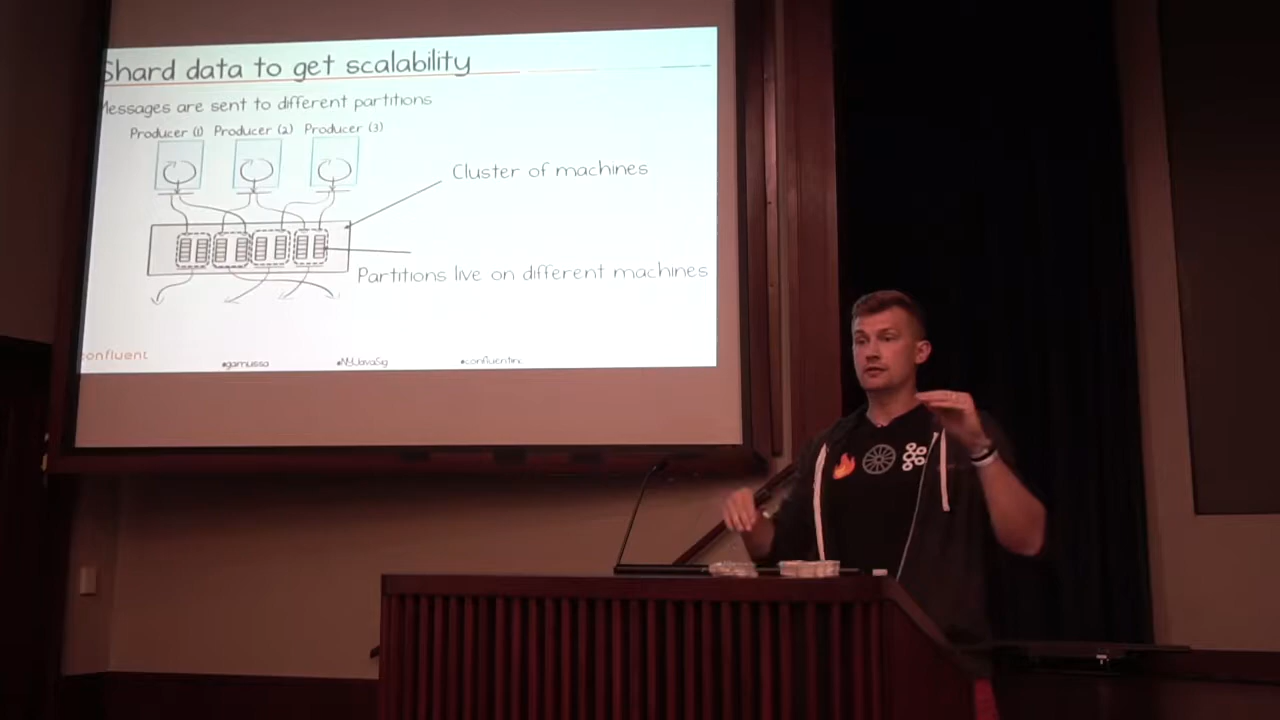 Shard data to get scalability
Messages are sent to different partitions
Producer (1) Producer (2) Producer (3)
Cluster of machines
Partitions live on different machines
confluent
@gamussa
#NYJavaSig
@confluentinc